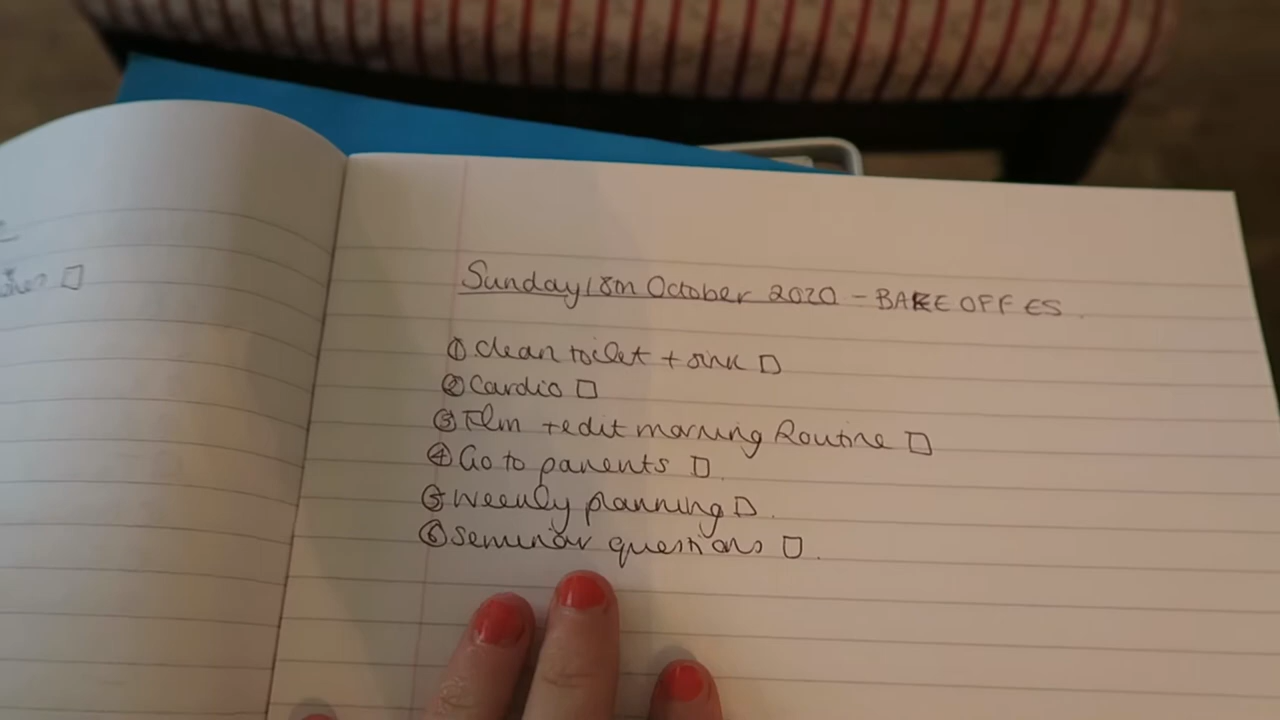 Sunday 18th October 2020 - BAKE OFF ES
① clean toilet + sink □
② Cardio □
③ Film + edit morning Routine □
④ Go to parents □
⑤ weekly planning □
⑥ seminar questions □